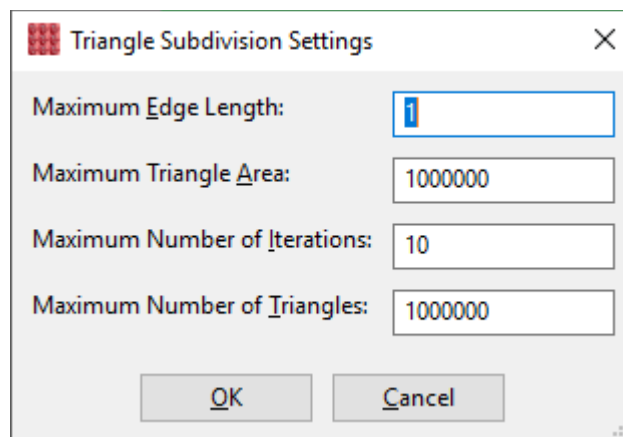 Triangle Subdivision Settings
Maximum Edge Length: 1
Maximum Triangle Area: 1000000
Maximum Number of Iterations: 10
Maximum Number of Triangles: 1000000
OK Cancel